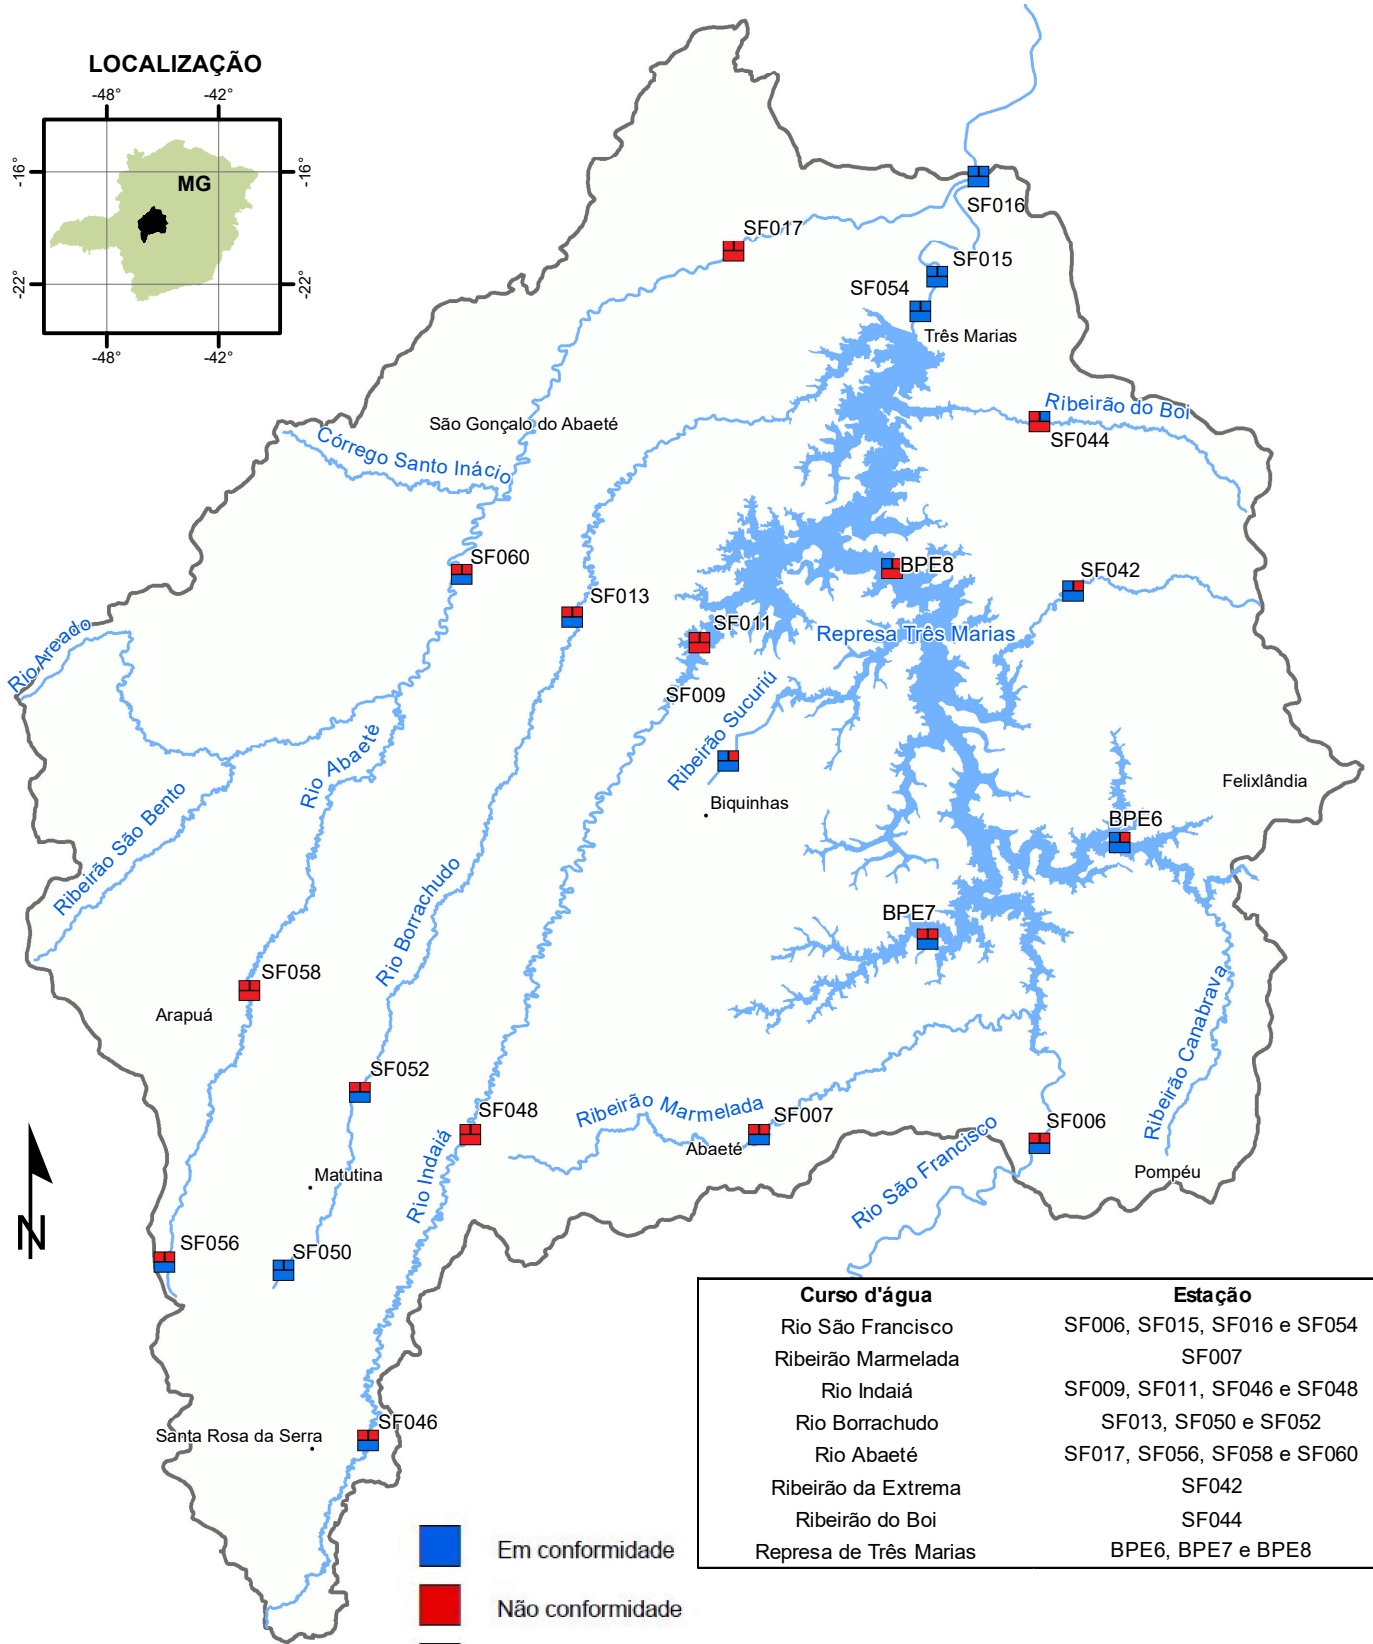 LOCALIZAÇÃO
-48°
-42°
-16°
-16°
MG
-22°
-22°
-48°
-42°
SF016
SF017
SF015
SF054
Três Marias
Ribeirão do Boi
SF044
São Gonçalo do Abaeté
Córrego Santo Inácio
SF060
BPE8
SF042
SF013
SF011
Represa Três Marias
Rio Areado
SF009
Ribeirão Sucuriú
Rio Abaeté
Biquinhas
Felixlândia
BPE6
Ribeirão São Bento
Rio Borrachudo
BPE7
SF058
Arapuá
Ribeirão Canabrava
SF052
SF048
Ribeirão Marmelada
SF007
SF006
Abaeté
Rio Indaiá
Rio São Francisco
Pompéu
Matutina
N
SF056
SF050
SF046
Santa Rosa da Serra
Curso d'água Estação
Rio São Francisco SF006, SF015, SF016 e SF054
Ribeirão Marmelada SF007
Rio Indaiá SF009, SF011, SF046 e SF048
Rio Borrachudo SF013, SF050 e SF052
Rio Abaeté SF017, SF056, SF058 e SF060
Ribeirão da Extrema SF042
Ribeirão do Boi SF044
Represa de Três Marias BPE6, BPE7 e BPE8
Em conformidade
Não conformidade